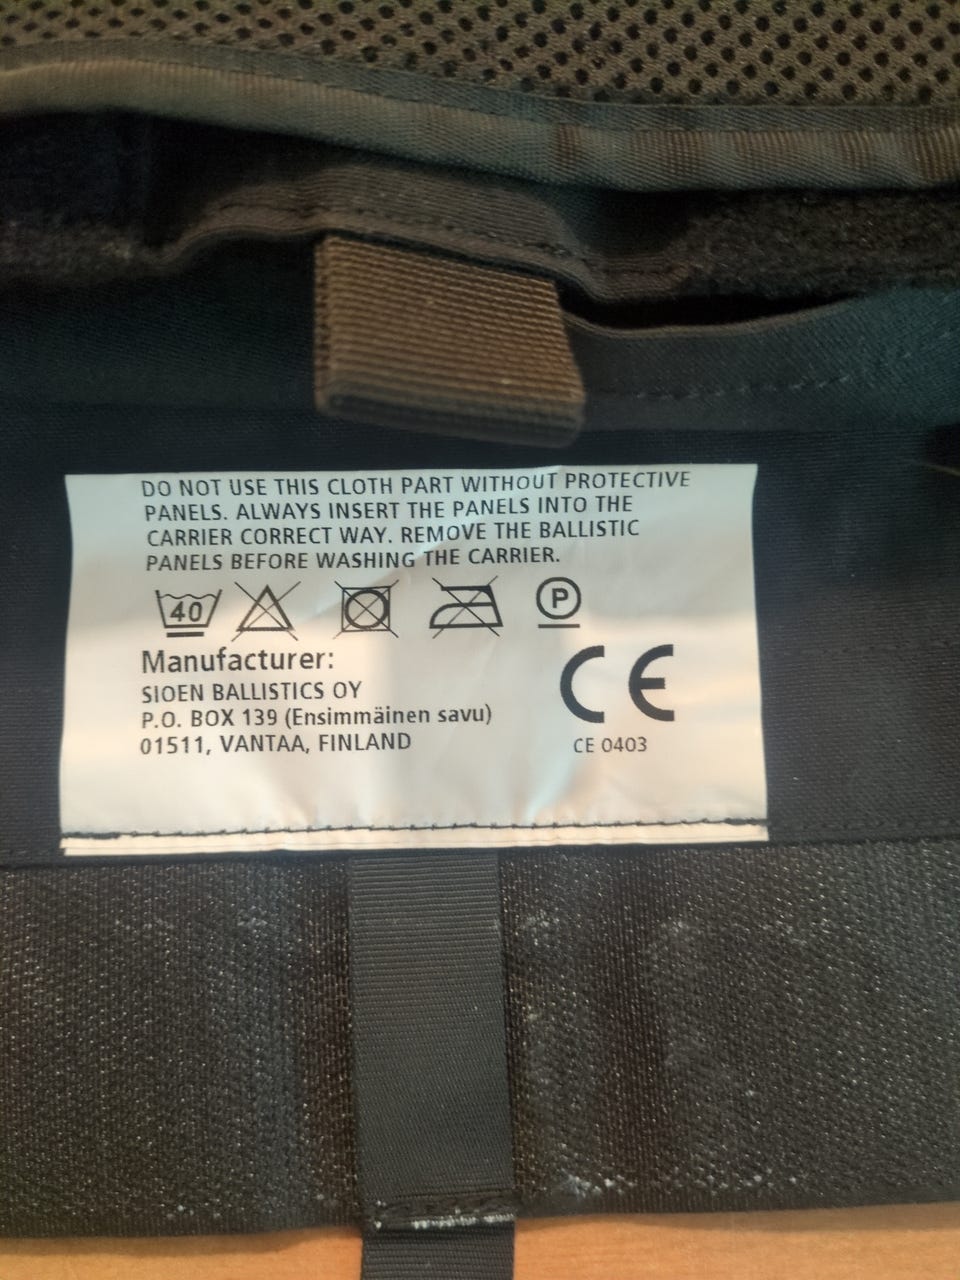 DO NOT USE THIS CLOTH PART WITHOUT PROTECTIVE
PANELS. ALWAYS INSERT THE PANELS INTO THE
CARRIER CORRECT WAY. REMOVE THE BALLISTIC
PANELS BEFORE WASHING THE CARRIER.
40
P
Manufacturer:
SIOEN BALLISTICS OY
P.O. BOX 139 (Ensimmäinen savu)
01511, VANTAA, FINLAND
CE
CE 0403